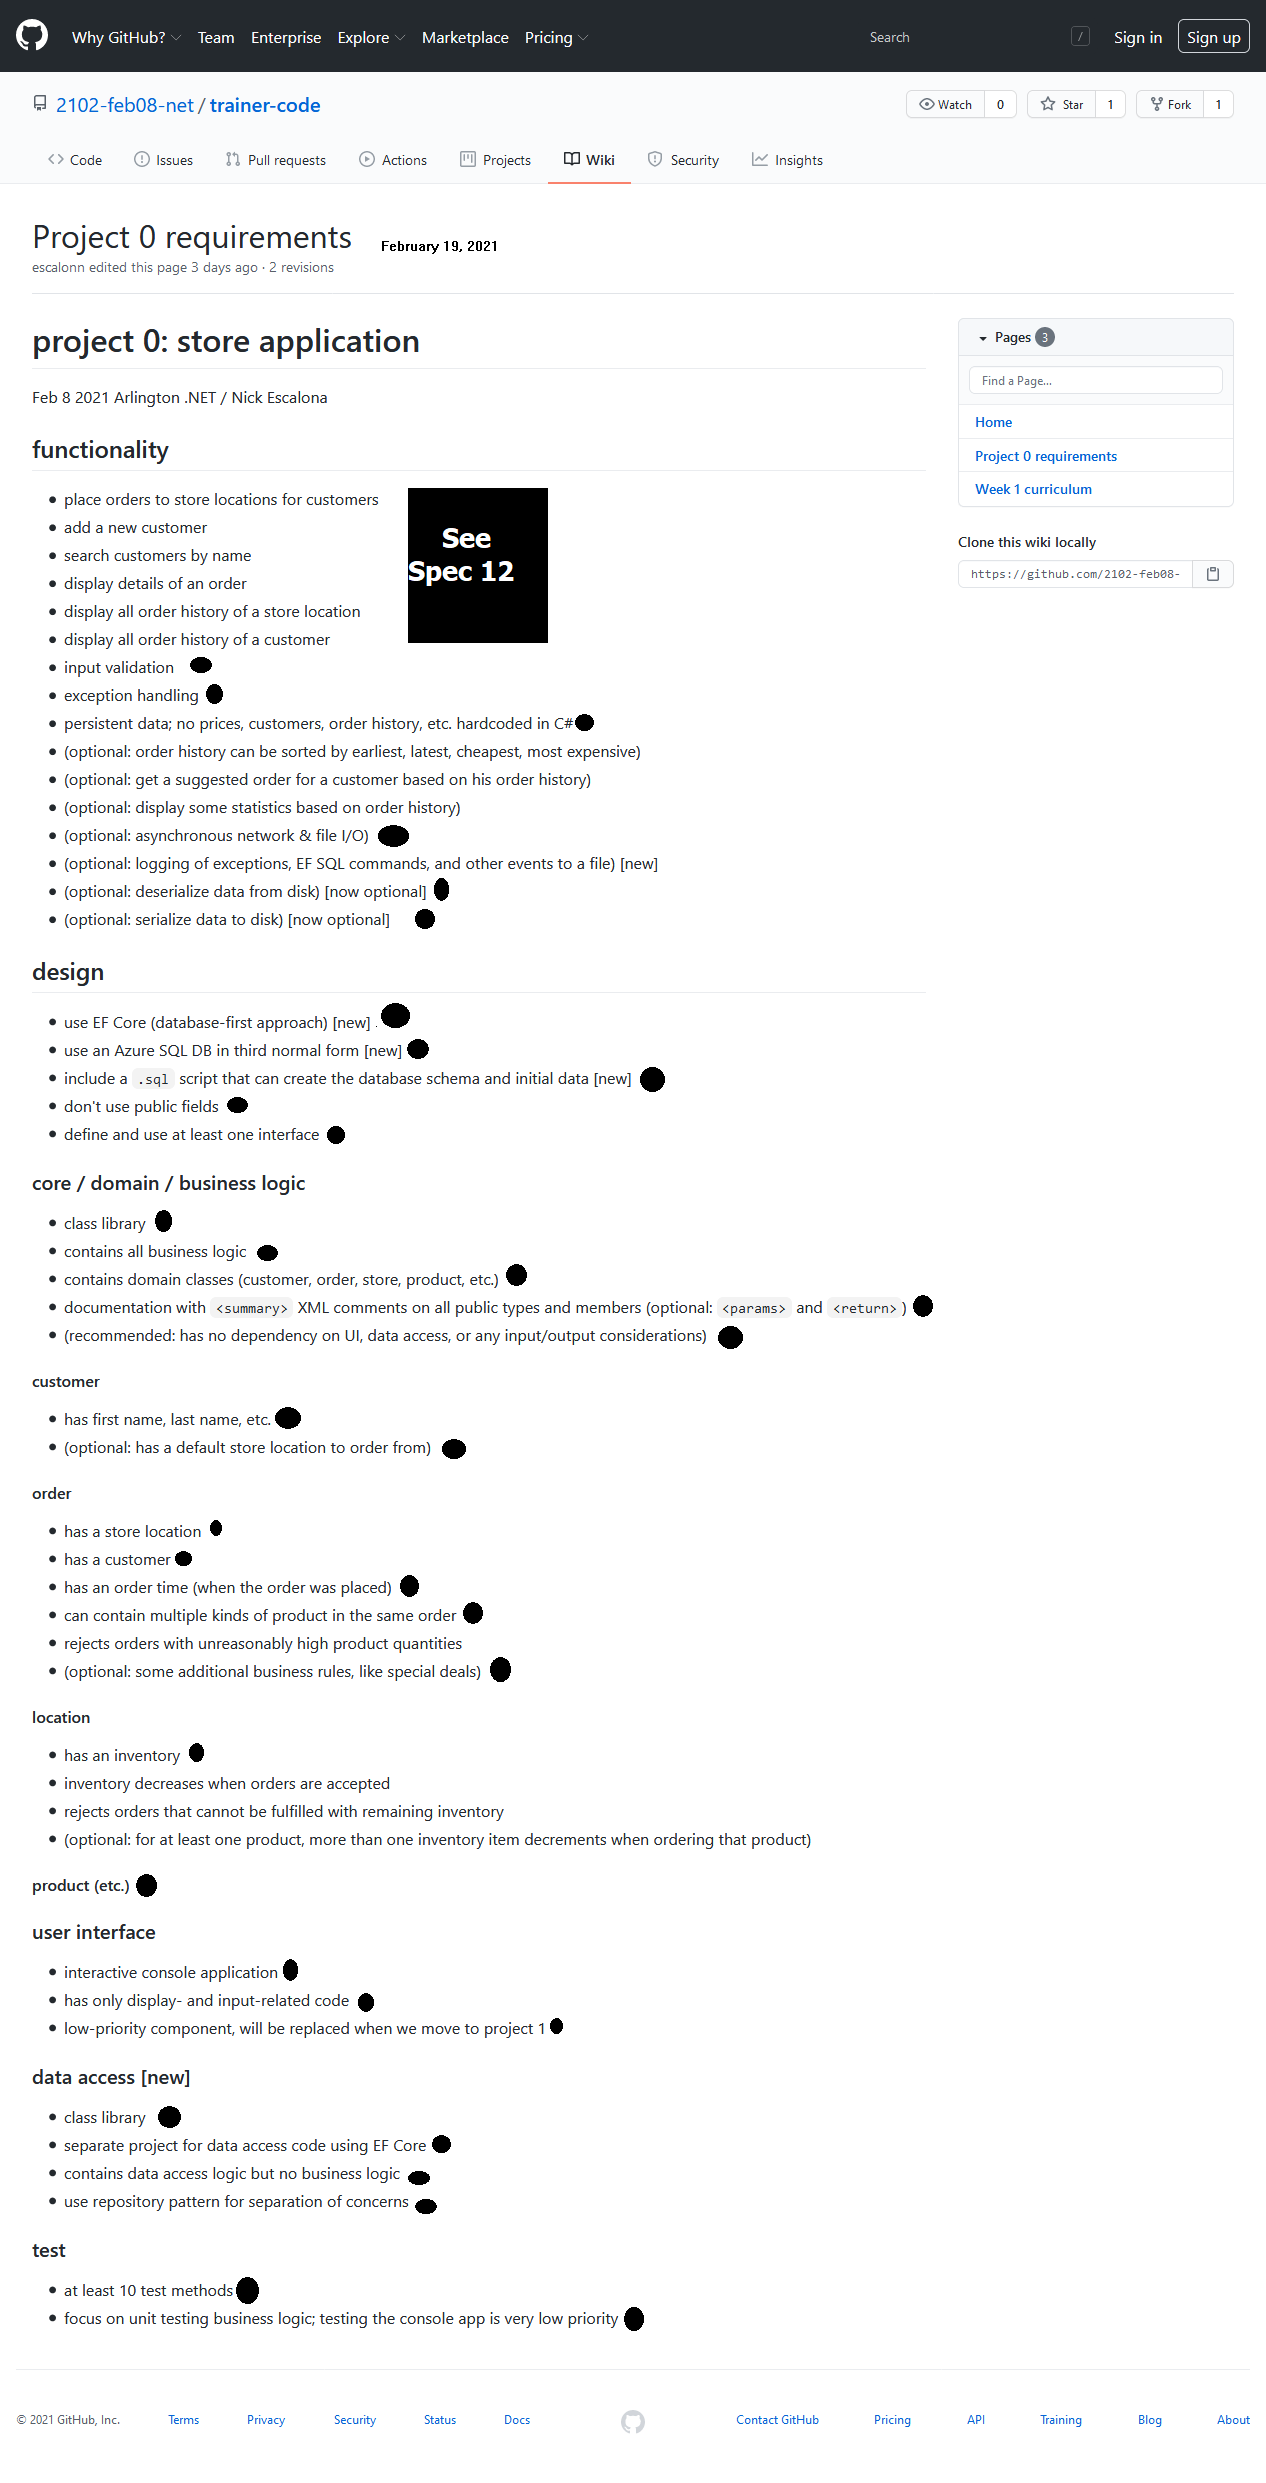 Why GitHub? Team Enterprise Explore Marketplace Pricing Search / Sign in Sign up
2102-feb08-net / trainer-code Watch 0 Star 1 Fork 1
Code Issues Pull requests Actions Projects Wiki Security Insights
Project 0 requirements February 19, 2021
escalonn edited this page 3 days ago · 2 revisions
project 0: store application
Feb 8 2021 Arlington .NET / Nick Escalona
functionality
place orders to store locations for customers
add a new customer
search customers by name
display details of an order
display all order history of a store location
display all order history of a customer
See
Spec 12
input validation
exception handling
persistent data; no prices, customers, order history, etc. hardcoded in C#
(optional: order history can be sorted by earliest, latest, cheapest, most expensive)
(optional: get a suggested order for a customer based on his order history)
(optional: display some statistics based on order history)
(optional: asynchronous network & file I/O)
(optional: logging of exceptions, EF SQL commands, and other events to a file) [new]
(optional: deserialize data from disk) [now optional]
(optional: serialize data to disk) [now optional]
design
use EF Core (database-first approach) [new] .
use an Azure SQL DB in third normal form [new]
include a .sql script that can create the database schema and initial data [new]
don't use public fields
define and use at least one interface
core / domain / business logic
class library
contains all business logic
contains domain classes (customer, order, store, product, etc.)
documentation with <summary> XML comments on all public types and members (optional: <params> and <return>)
(recommended: has no dependency on UI, data access, or any input/output considerations)
customer
has first name, last name, etc.
(optional: has a default store location to order from)
order
has a store location
has a customer
has an order time (when the order was placed)
can contain multiple kinds of product in the same order
rejects orders with unreasonably high product quantities
(optional: some additional business rules, like special deals)
location
has an inventory
inventory decreases when orders are accepted
rejects orders that cannot be fulfilled with remaining inventory
(optional: for at least one product, more than one inventory item decrements when ordering that product)
product (etc.)
user interface
interactive console application
has only display- and input-related code
low-priority component, will be replaced when we move to project 1
data access [new]
class library
separate project for data access code using EF Core
contains data access logic but no business logic
use repository pattern for separation of concerns
test
at least 10 test methods
focus on unit testing business logic; testing the console app is very low priority
Pages 3
Find a Page...
Home
Project 0 requirements
Week 1 curriculum
Clone this wiki locally
https://github.com/2102-feb08-
© 2021 GitHub, Inc. Terms Privacy Security Status Docs Contact GitHub Pricing API Training Blog About